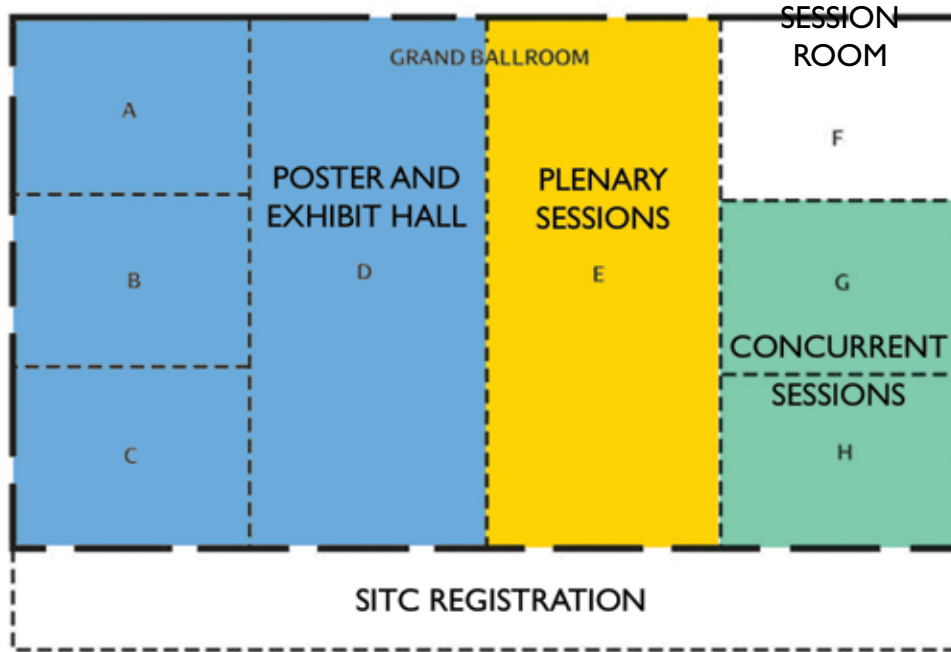 SESSION
ROOM
GRAND BALLROOM
A
F
POSTER AND
EXHIBIT HALL
PLENARY
SESSIONS
B
D
E
G
CONCURRENT
SESSIONS
C
H
SITC REGISTRATION